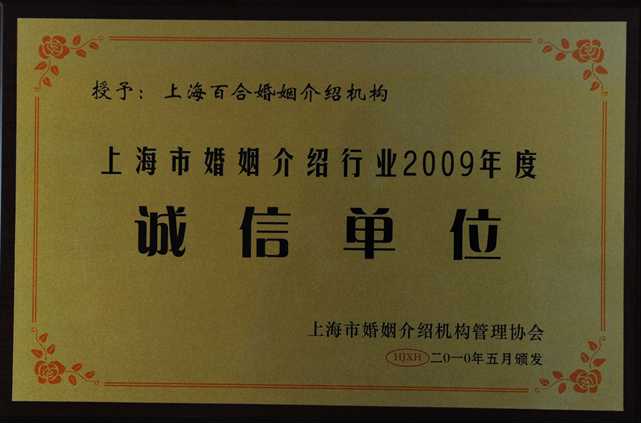 授予：上海百合婚姻介绍机构
上海市婚姻介绍行业2009年度
诚信单位
上海市婚姻介绍机构管理协会
HJXH 二0一0年五月颁发